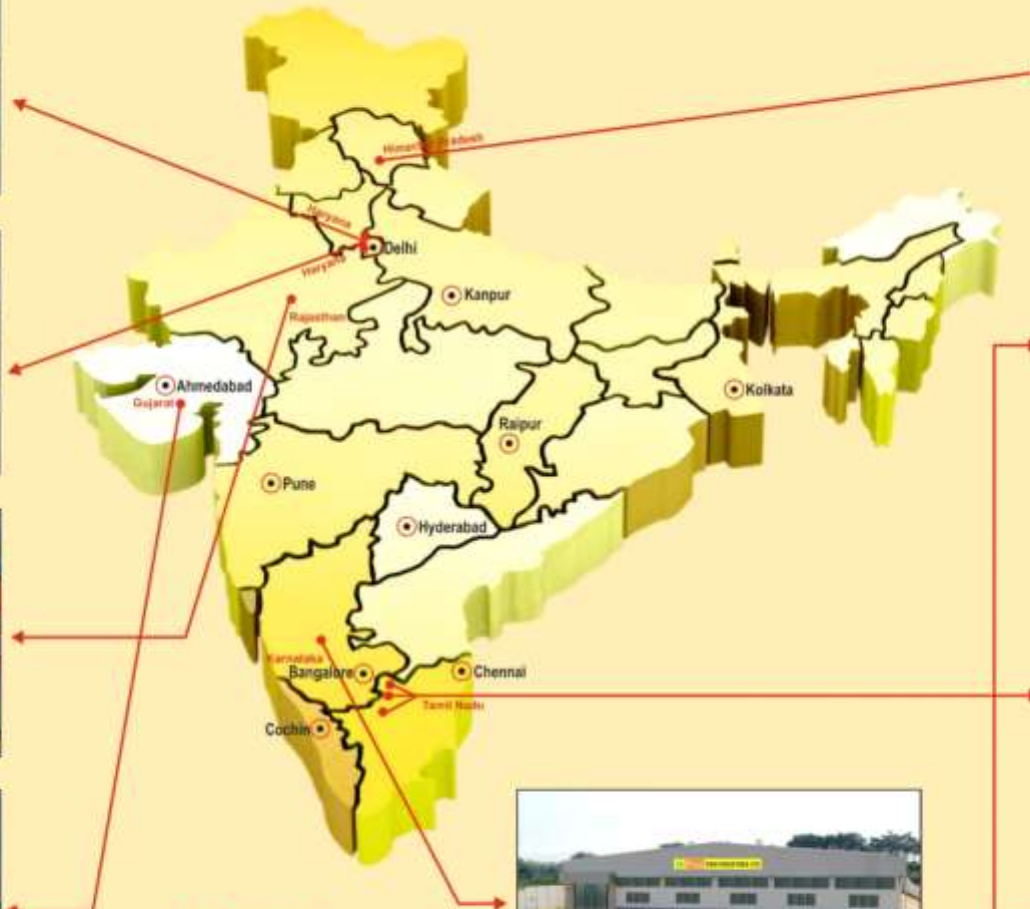 Himachal Pradesh
Haryana
Delhi
Haryana
Kanpur
Rajasthan
Ahmedabad
Gujarat
Kolkata
Raipur
Pune
Hyderabad
Karnataka
Bangalore
Chennai
Tamil Nadu
Cochin